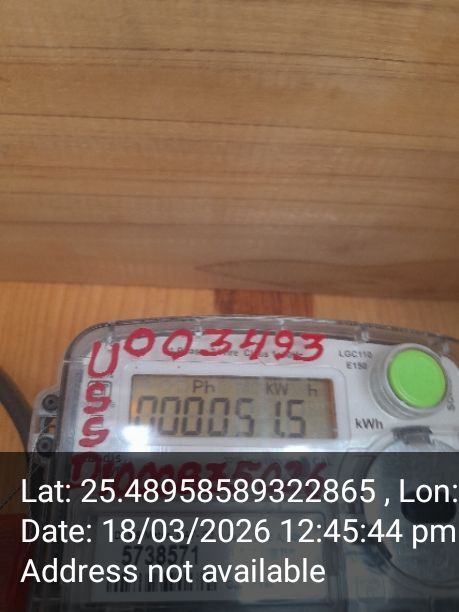 U003493
LGC110
E150
Ph KW h
0000051.5
kWh
S
S
5738571
Lat: 25.48958589322865 , Lon:
Date: 18/03/2026 12:45:44 pm
Address not available